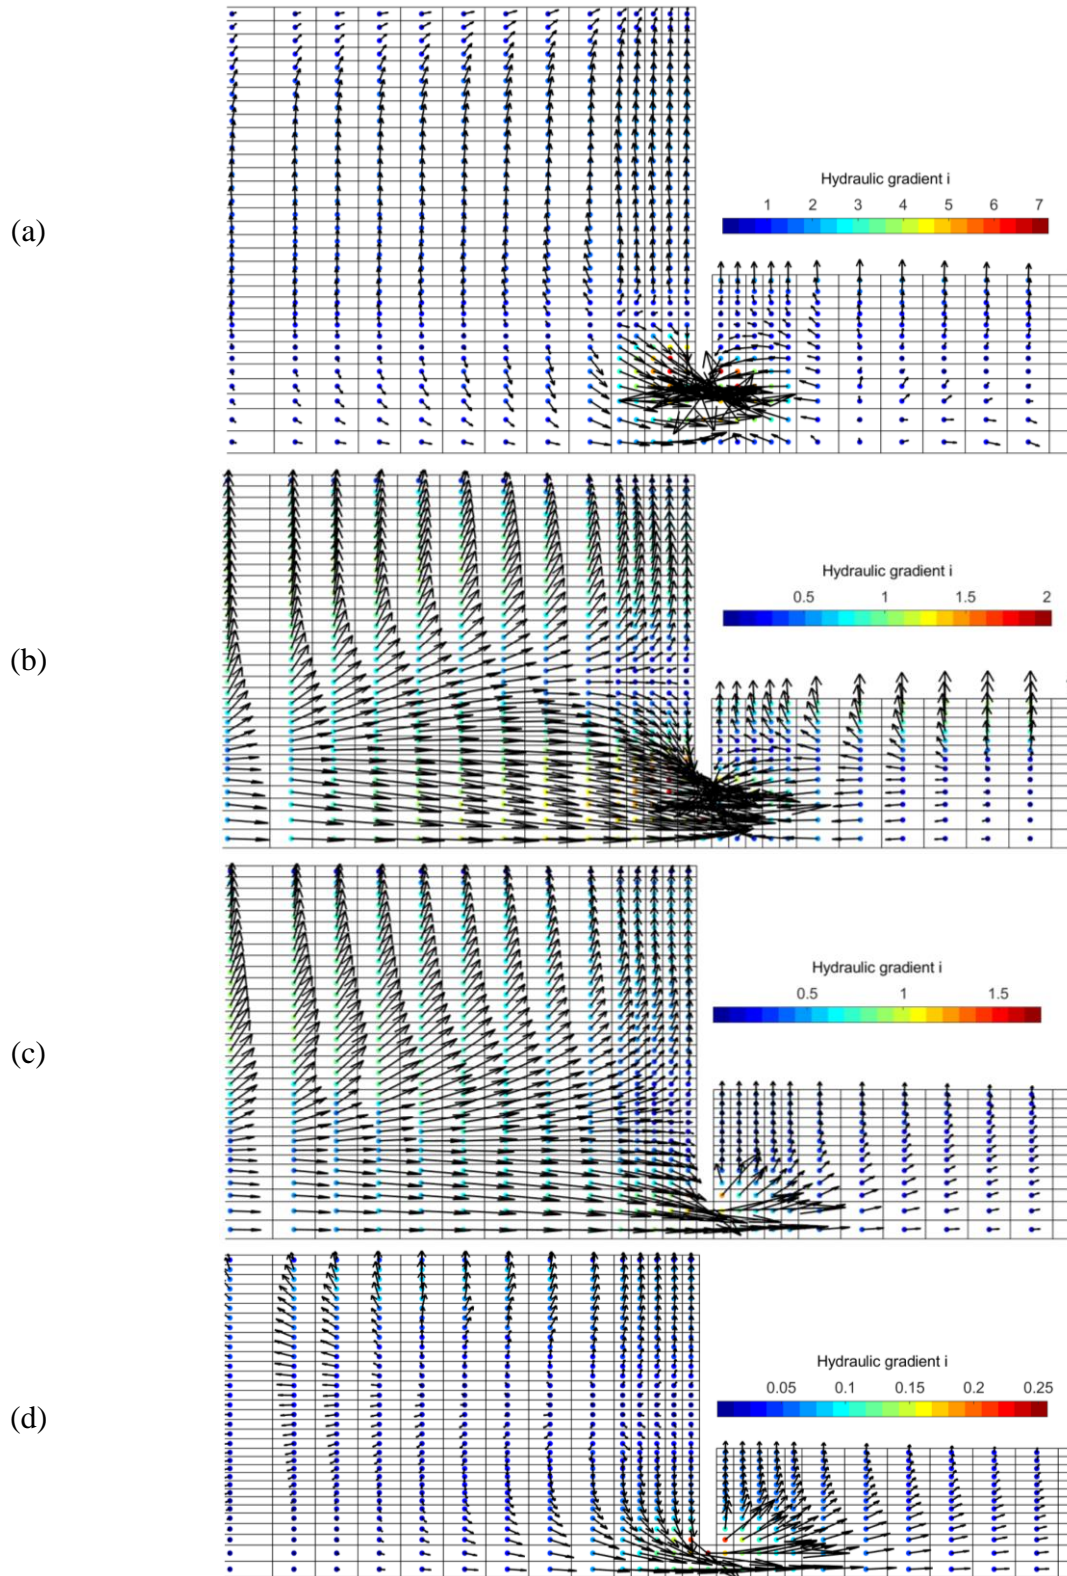 Hydraulic gradient i
1 2 3 4 5 6 7
(a)
Hydraulic gradient i
0.5 1 1.5 2
(b)
Hydraulic gradient i
0.5 1 1.5
(c)
Hydraulic gradient i
0.05 0.1 0.15 0.2 0.25
(d)